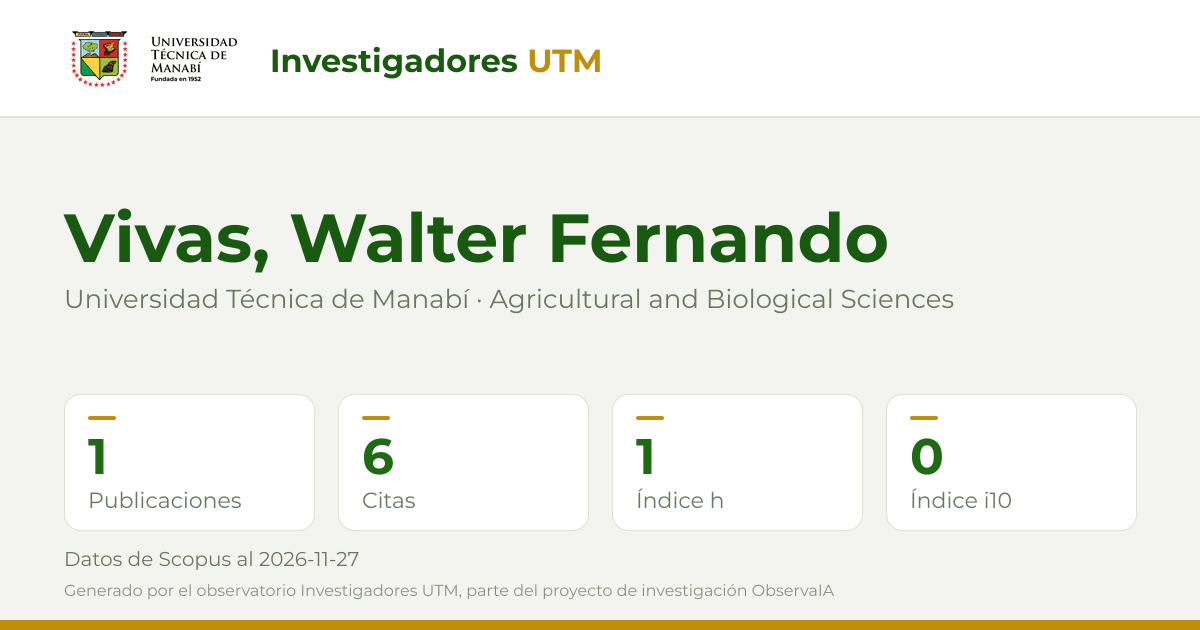 UNIVERSIDAD
TÉCNICA DE
MANABÍ
Fundada en 1952
Investigadores UTM
Vivas, Walter Fernando
Universidad Técnica de Manabí · Agricultural and Biological Sciences
1
Publicaciones
6
Citas
1
Índice h
0
Índice i10
Datos de Scopus al 2026-11-27
Generado por el observatorio Investigadores UTM, parte del proyecto de investigación ObservaIA